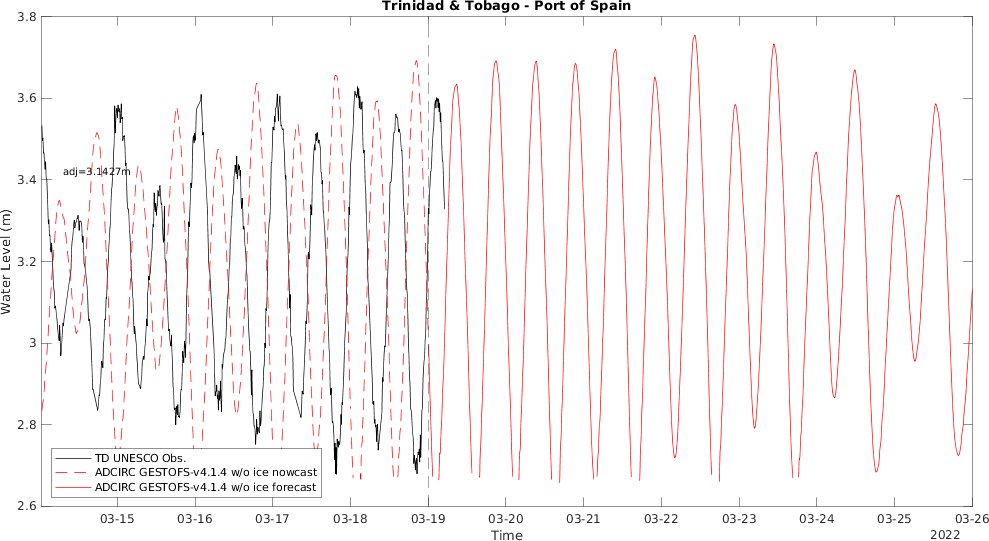 Trinidad & Tobago - Port of Spain
3.8
3.6
3.4
3.2
3
2.8
2.6
Water Level (m)
adj=3.1427m
TD UNESCO Obs.
ADCIRC GESTOFS-v4.1.4 w/o ice nowcast
ADCIRC GESTOFS-v4.1.4 w/o ice forecast
03-15 03-16 03-17 03-18 03-19 03-20 03-21 03-22 03-23 03-24 03-25 03-26
Time
2022